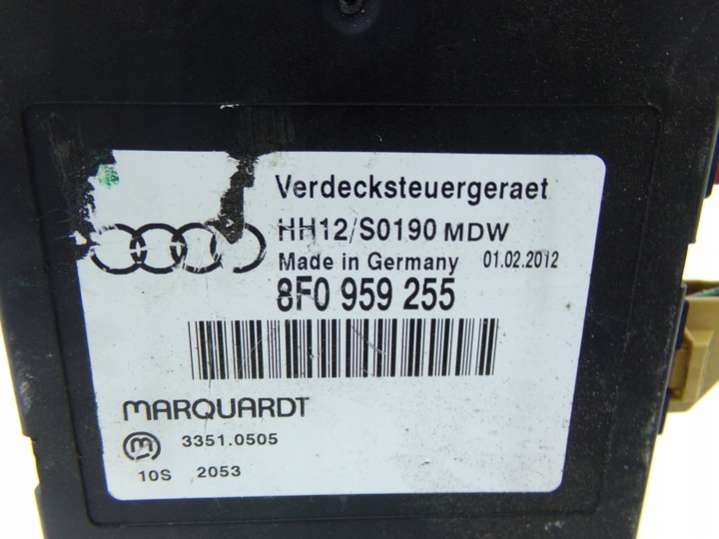 Verdecksteuergeraet
HH12/S0190 MDW
Made in Germany 01.02.2012
8F0 959 255
MARQUARDT
m 3351.0505
10S 2053